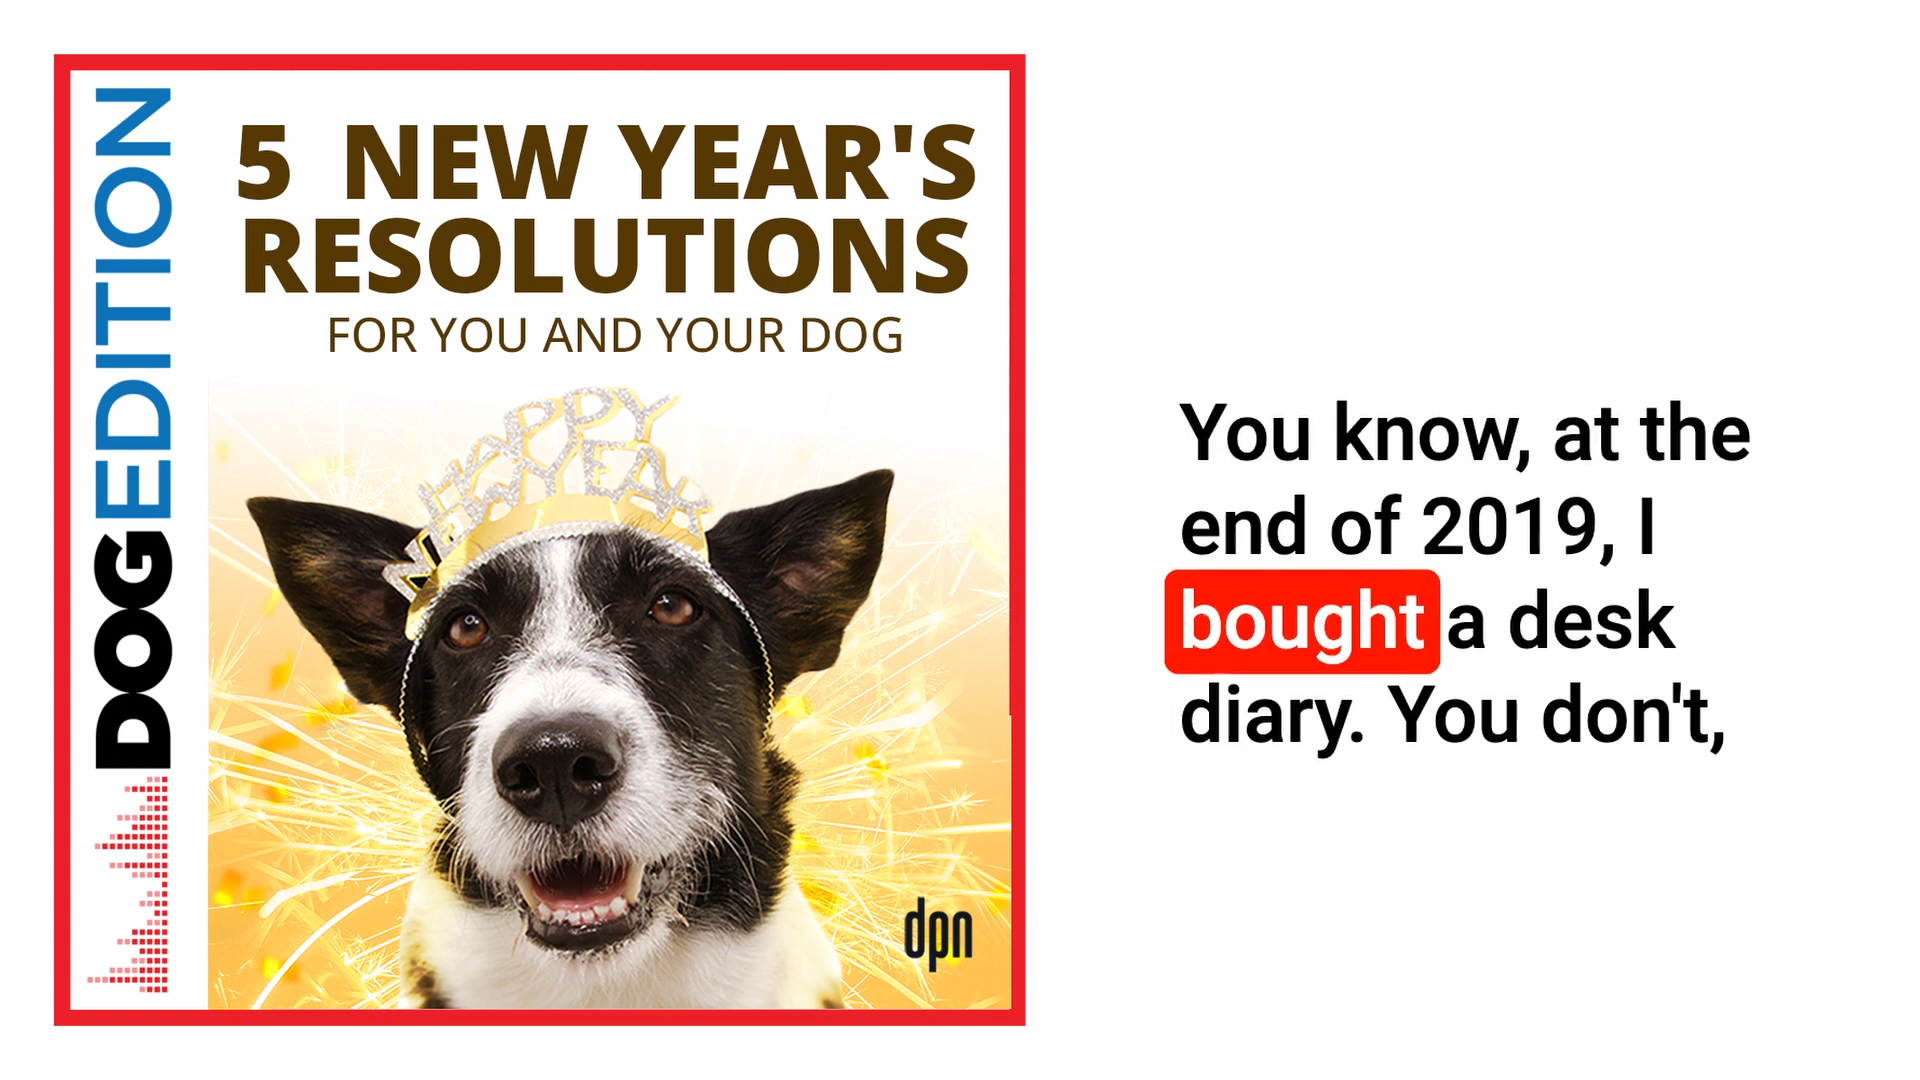 DOGEDITION
5 NEW YEAR'S
RESOLUTIONS
FOR YOU AND YOUR DOG
HAPPY
NEW YEAR
dpn
You know, at the
end of 2019, I
bought a desk
diary. You don't,